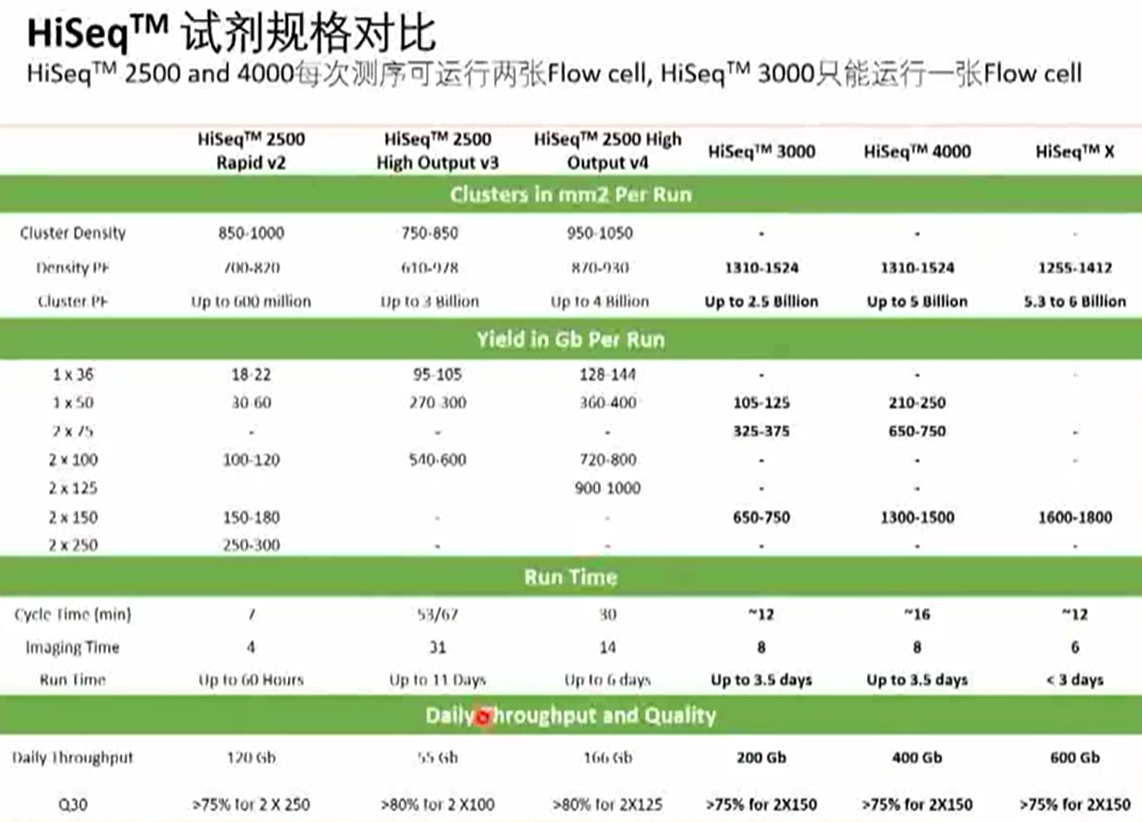 HiSeq™ 试剂规格对比
HiSeq™ 2500 and 4000每次测序可运行两张Flow cell, HiSeq™ 3000只能运行一张Flow cell
HiSeq™ 2500 Rapid v2 HiSeq™ 2500 High Output v3 HiSeq™ 2500 High Output v4 HiSeq™ 3000 HiSeq™ 4000 HiSeq™ X
Clusters in mm2 Per Run
Cluster Density 850-1000 750-850 950-1050 - - -
Density PF 700-820 610-978 870-930 1310-1524 1310-1524 1255-1412
Cluster PF Up to 600 million Up to 3 Billion Up to 4 Billion Up to 2.5 Billion Up to 5 Billion 5.3 to 6 Billion
Yield in Gb Per Run
1 x 36 18-22 95-105 128-144 - - -
1 x 50 30-60 270-300 360-400 105-125 210-250
2 x 75 - - - 325-375 650-750 -
2 x 100 100-120 540-600 720-800 - - -
2 x 125 900-1000 - -
2 x 150 150-180 - - 650-750 1300-1500 1600-1800
2 x 250 250-300 - - - - -
Run Time
Cycle Time (min) 7 53/67 30 ~12 ~16 ~12
Imaging Time 4 31 14 8 8 6
Run Time Up to 60 Hours Up to 11 Days Up to 6 days Up to 3.5 days Up to 3.5 days < 3 days
Daily Throughput and Quality
Daily Throughput 120 Gb 55 Gb 166 Gb 200 Gb 400 Gb 600 Gb
Q30 >75% for 2 X 250 >80% for 2 X100 >80% for 2X125 >75% for 2X150 >75% for 2X150 >75% for 2X150